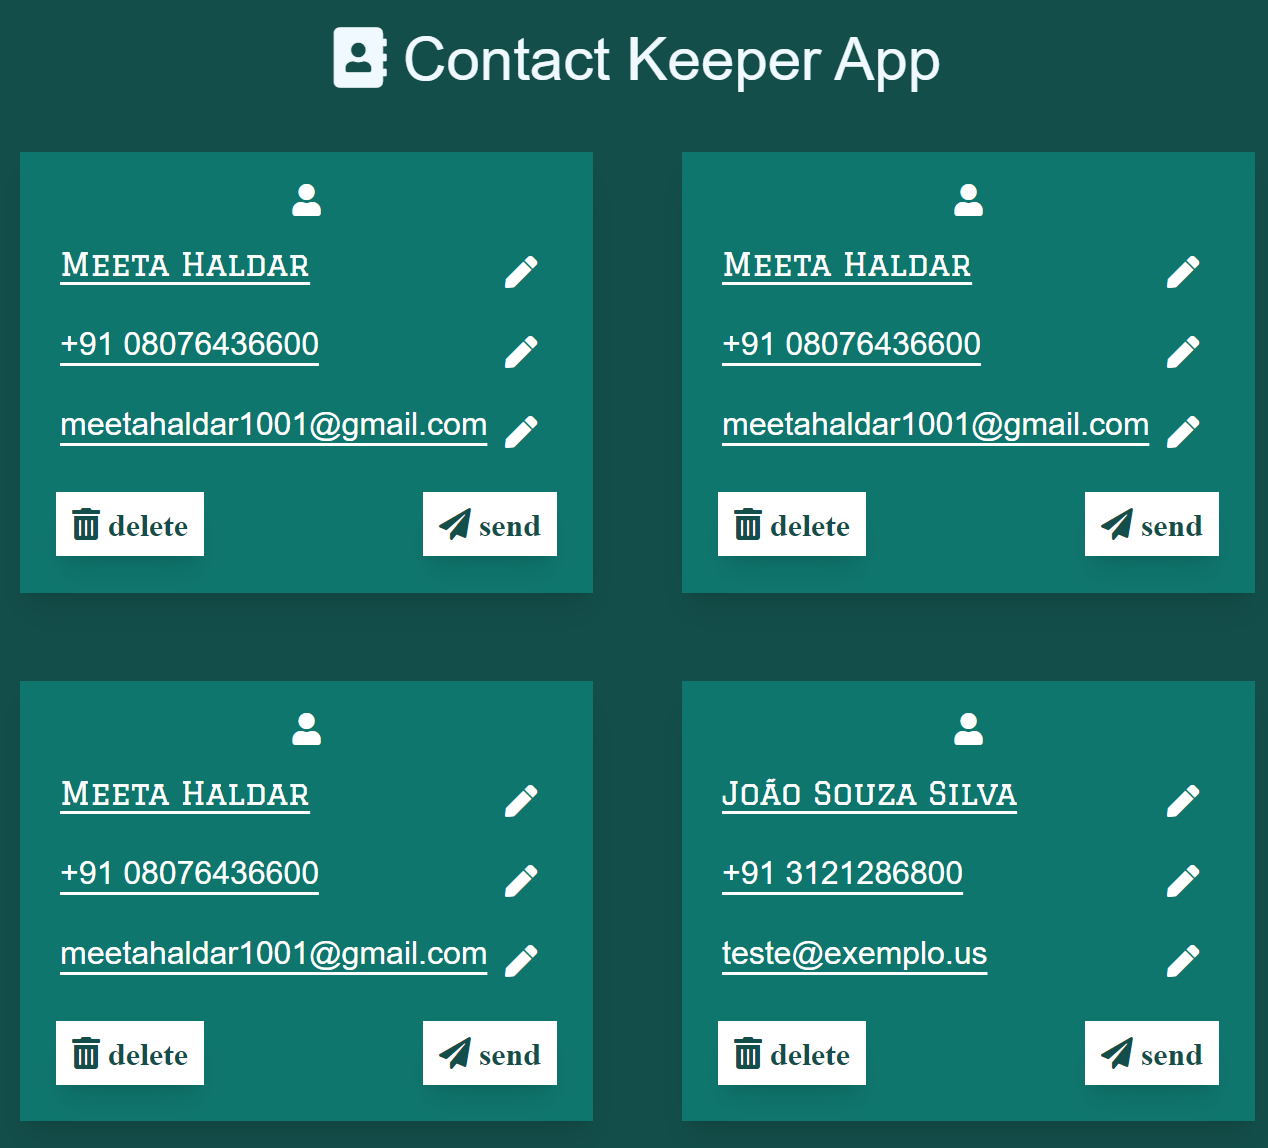 Contact Keeper App
Meeta Haldar
+91 08076436600
meetahaldar1001@gmail.com
delete
send
Meeta Haldar
+91 08076436600
meetahaldar1001@gmail.com
delete
send
Meeta Haldar
+91 08076436600
meetahaldar1001@gmail.com
delete
send
João Souza Silva
+91 3121286800
teste@exemplo.us
delete
send